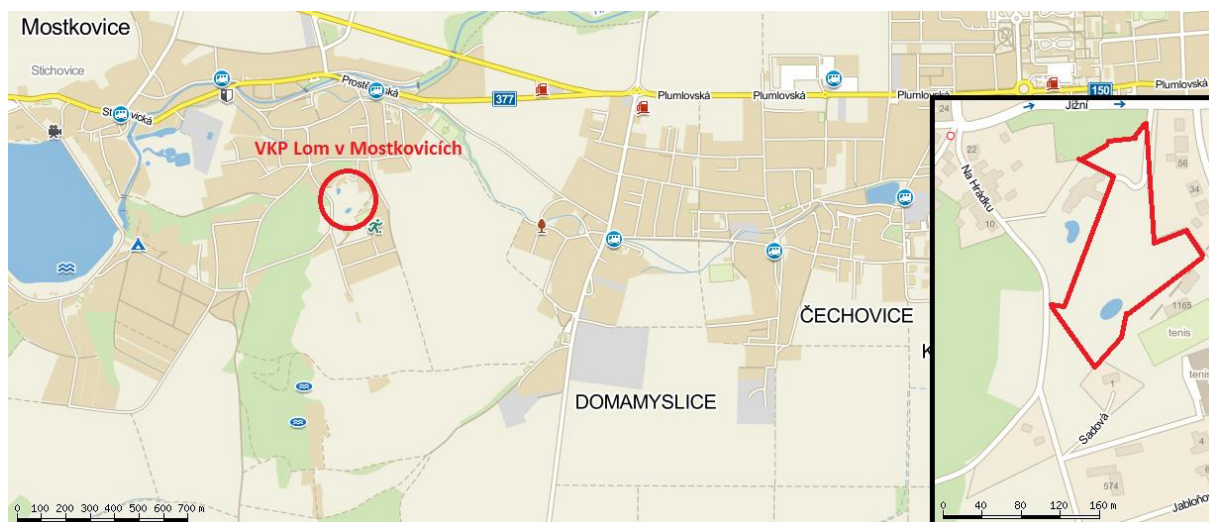 Mostkovice
Stichovice
Prostějovská
377
Plumlovská
Plumlovská
Plumlovská
150
Plumlovská
VKP Lom v Mostkovicích
ČECHOVICE
DOMAMYSLICE
K
0 100 200 300 400 500 600 700 m
24
Jižní
22
Na Hrádku
10
56
34
1165
tenis
tenis
1
Sadová
4
574
6
0 40 80 120 160 m